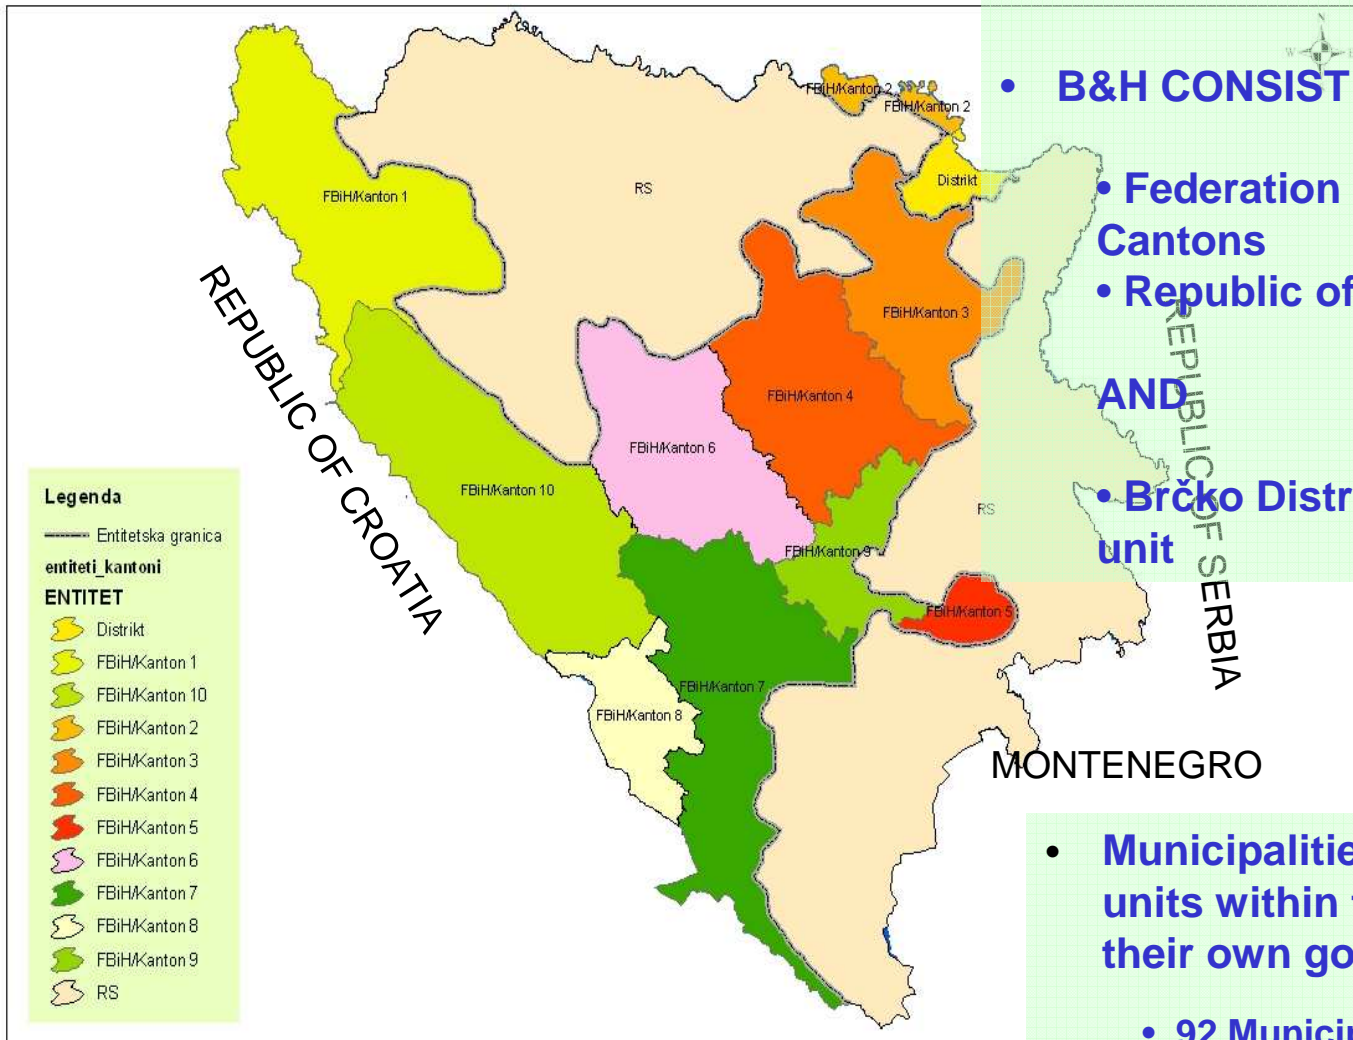 N
W
E
• B&H CONSIST
• Federation
Cantons
• Republic of
AND
• Brčko Distr
unit
FBiH/Kanton 2
FBiH/Kanton 2
Distrikt
RS
FBiH/Kanton 1
FBiH/Kanton 3
FBiH/Kanton 4
FBiH/Kanton 6
FBiH/Kanton 10
RS
FBiH/Kanton 9
FBiH/Kanton 5
FBiH/Kanton 7
FBiH/Kanton 8
REPUBLIC OF CROATIA
REPUBLIC OF SERBIA
MONTENEGRO
Legenda
Entitetska granica
entiteti_kantoni
ENTITET
Distrikt
FBiH/Kanton 1
FBiH/Kanton 10
FBiH/Kanton 2
FBiH/Kanton 3
FBiH/Kanton 4
FBiH/Kanton 5
FBiH/Kanton 6
FBiH/Kanton 7
FBiH/Kanton 8
FBiH/Kanton 9
RS
• Municipalitie
units within
their own go
• 92 Municip